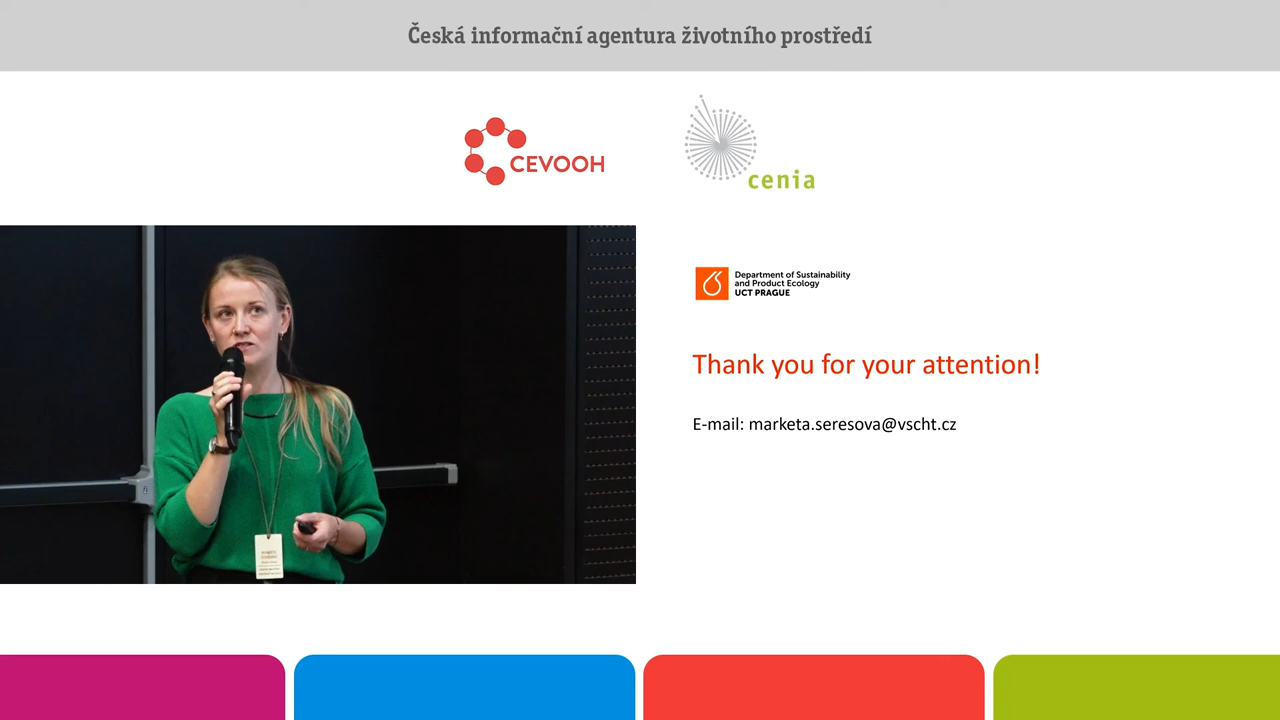 Česká informační agentura životního prostředí
CEVOOH
cenia
Department of Sustainability
and Product Ecology
UCT PRAGUE
Thank you for your attention!
E-mail: marketa.seresova@vscht.cz